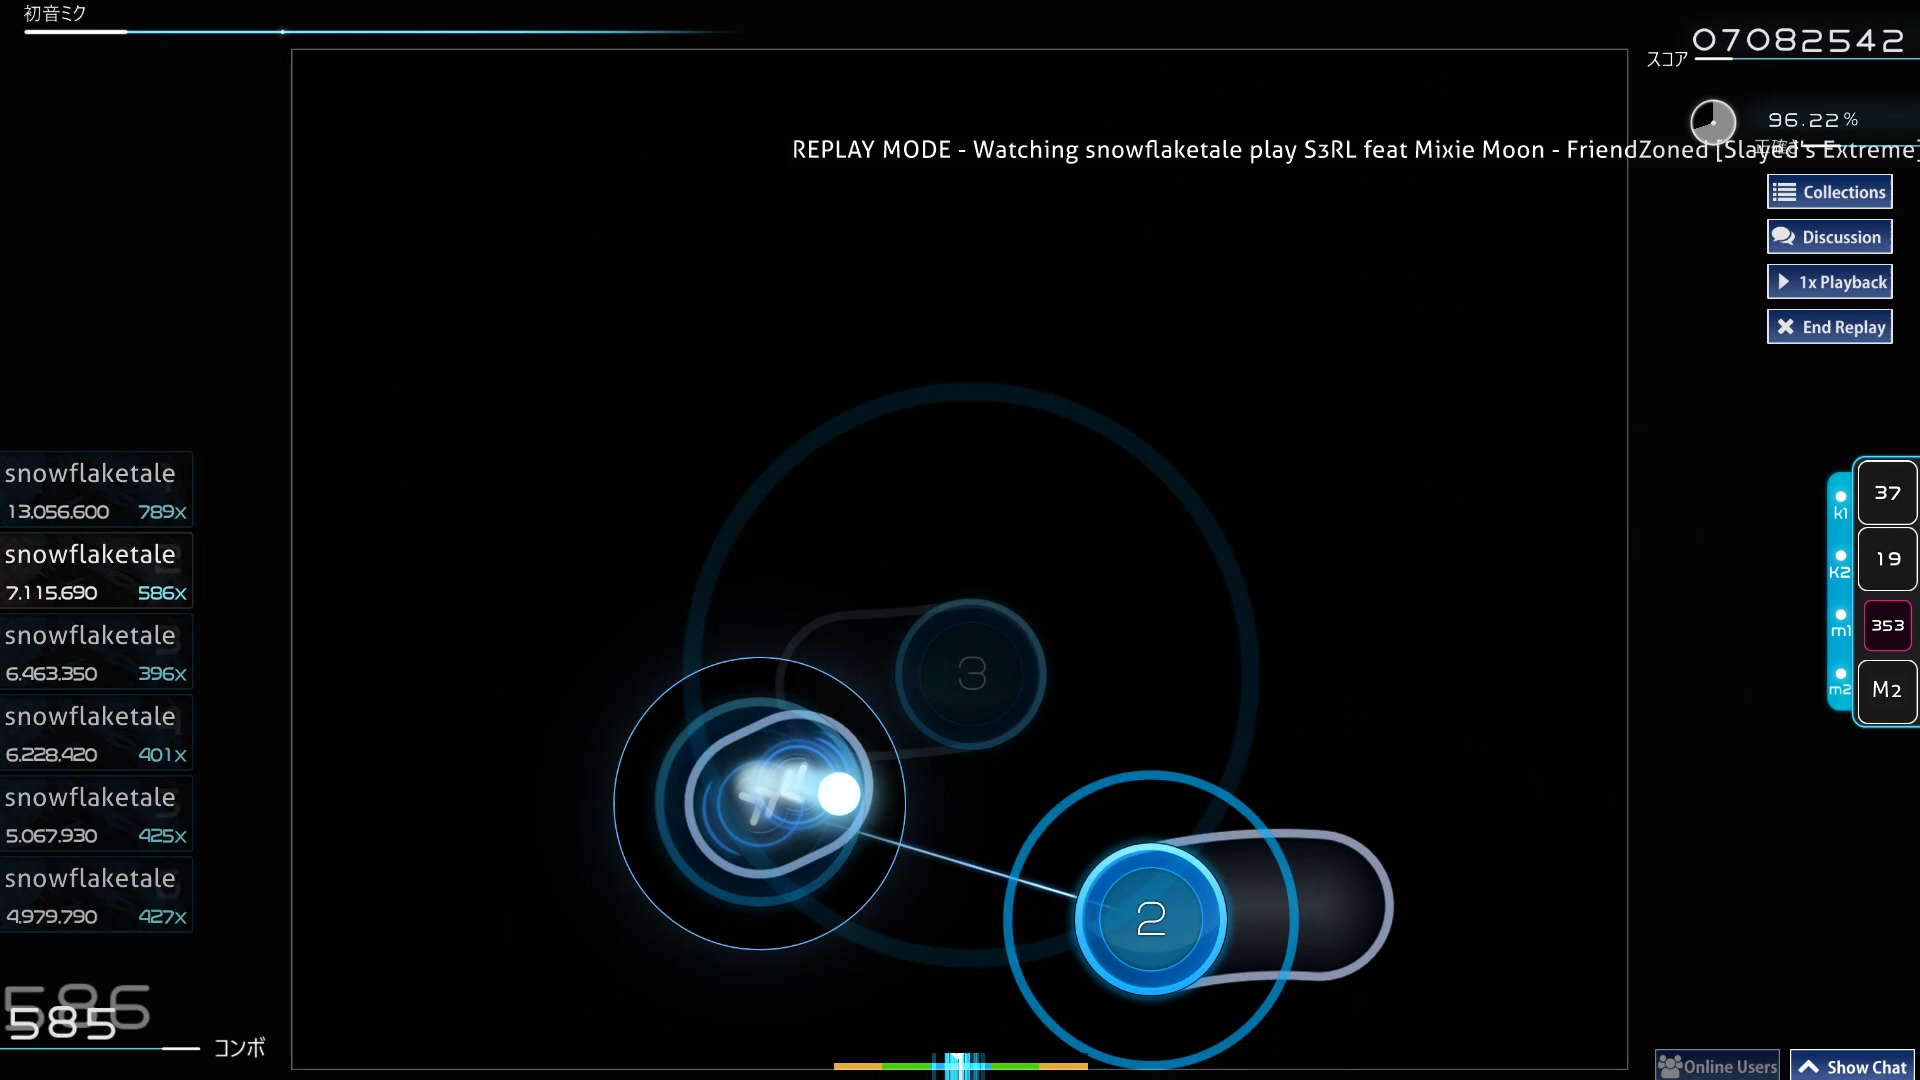 初音ミク
07082542
スコア
96.22%
REPLAY MODE - Watching snowflaketale play S3RL feat Mixie Moon - FriendZoned [Slayed's Extreme]
Collections
Discussion
1x Playback
End Replay
snowflaketale
13.056.600 789x
snowflaketale
7.115.690 586x
snowflaketale
6.463.350 396x
snowflaketale
6.228.420 401x
snowflaketale
5.067.930 425x
snowflaketale
4.979.790 427x
k1 37
K2 19
m1 353
m2 M2
3
2
586
585
コンボ
Online Users
Show Chat